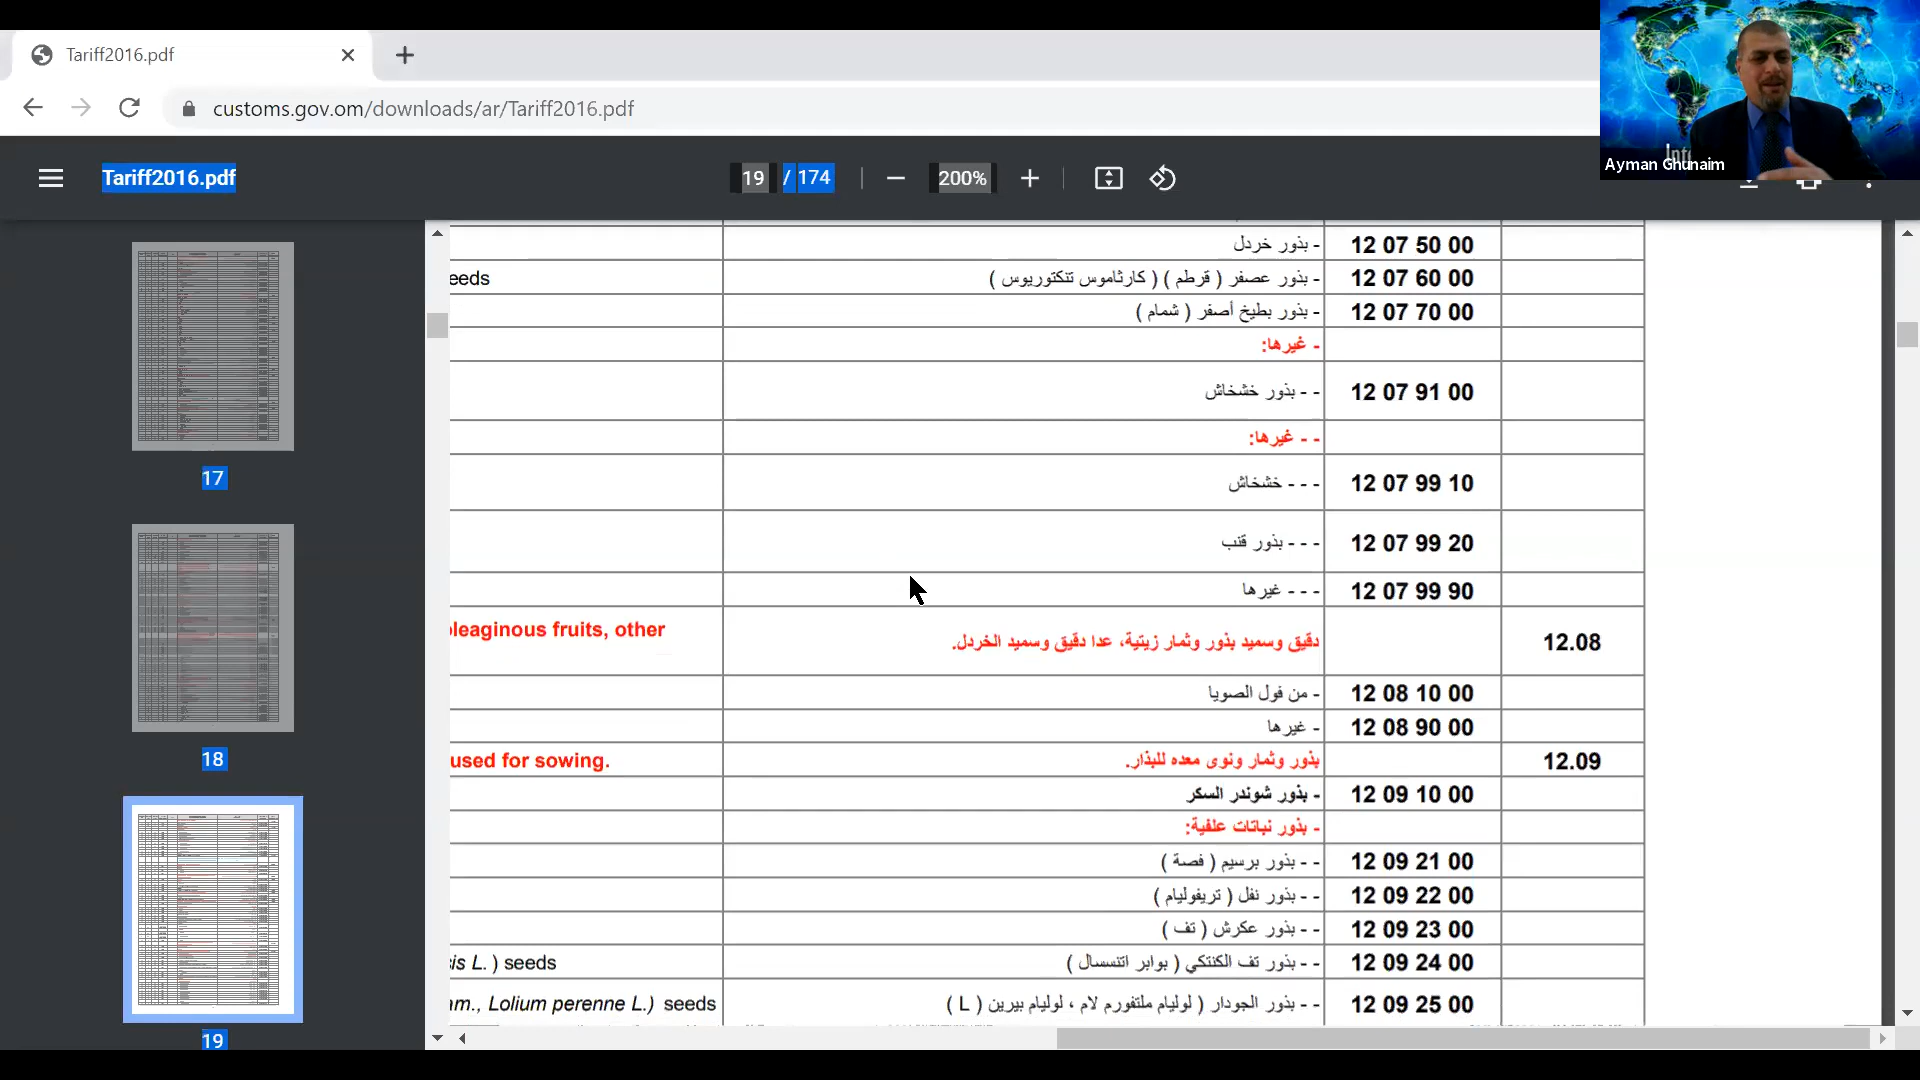 Tariff2016.pdf
customs.gov.om/downloads/ar/Tariff2016.pdf
Ayman Ghunaim
Tariff2016.pdf
19 / 174
200%
17
18
19
- بذور خردل 12 07 50 00
eeds - بذور عصفر ( قرطم ) ( كارثاموس تنكتوريوس ) 12 07 60 00
- بذور بطيخ أصفر ( شمام ) 12 07 70 00
- غيرها:
- - بذور خشخاش 12 07 91 00
- - غيرها:
- - - خشخاش 12 07 99 10
- - - بذور قنب 12 07 99 20
- - - غيرها 12 07 99 90
leaginous fruits, other دقيق وسميد بذور وثمار زيتية، عدا دقيق وسميد الخردل. 12.08
- من فول الصويا 12 08 10 00
- غيرها 12 08 90 00
used for sowing. بذور وثمار ونوى معده للبذار. 12.09
- بذور شوندر السكر 12 09 10 00
- بذور نباتات علفية:
- - بذور برسيم ( فصة ) 12 09 21 00
- - بذور نفل ( تريفوليام ) 12 09 22 00
- - بذور عكرش ( تف ) 12 09 23 00
is L. ) seeds - - بذور تف الكنتكي ( بوابر اتنسسال ) 12 09 24 00
am., Lolium perenne L.) seeds - - بذور الجودار ( لوليام ملتفورم لام ، لوليام بيرين ( L ) 12 09 25 00